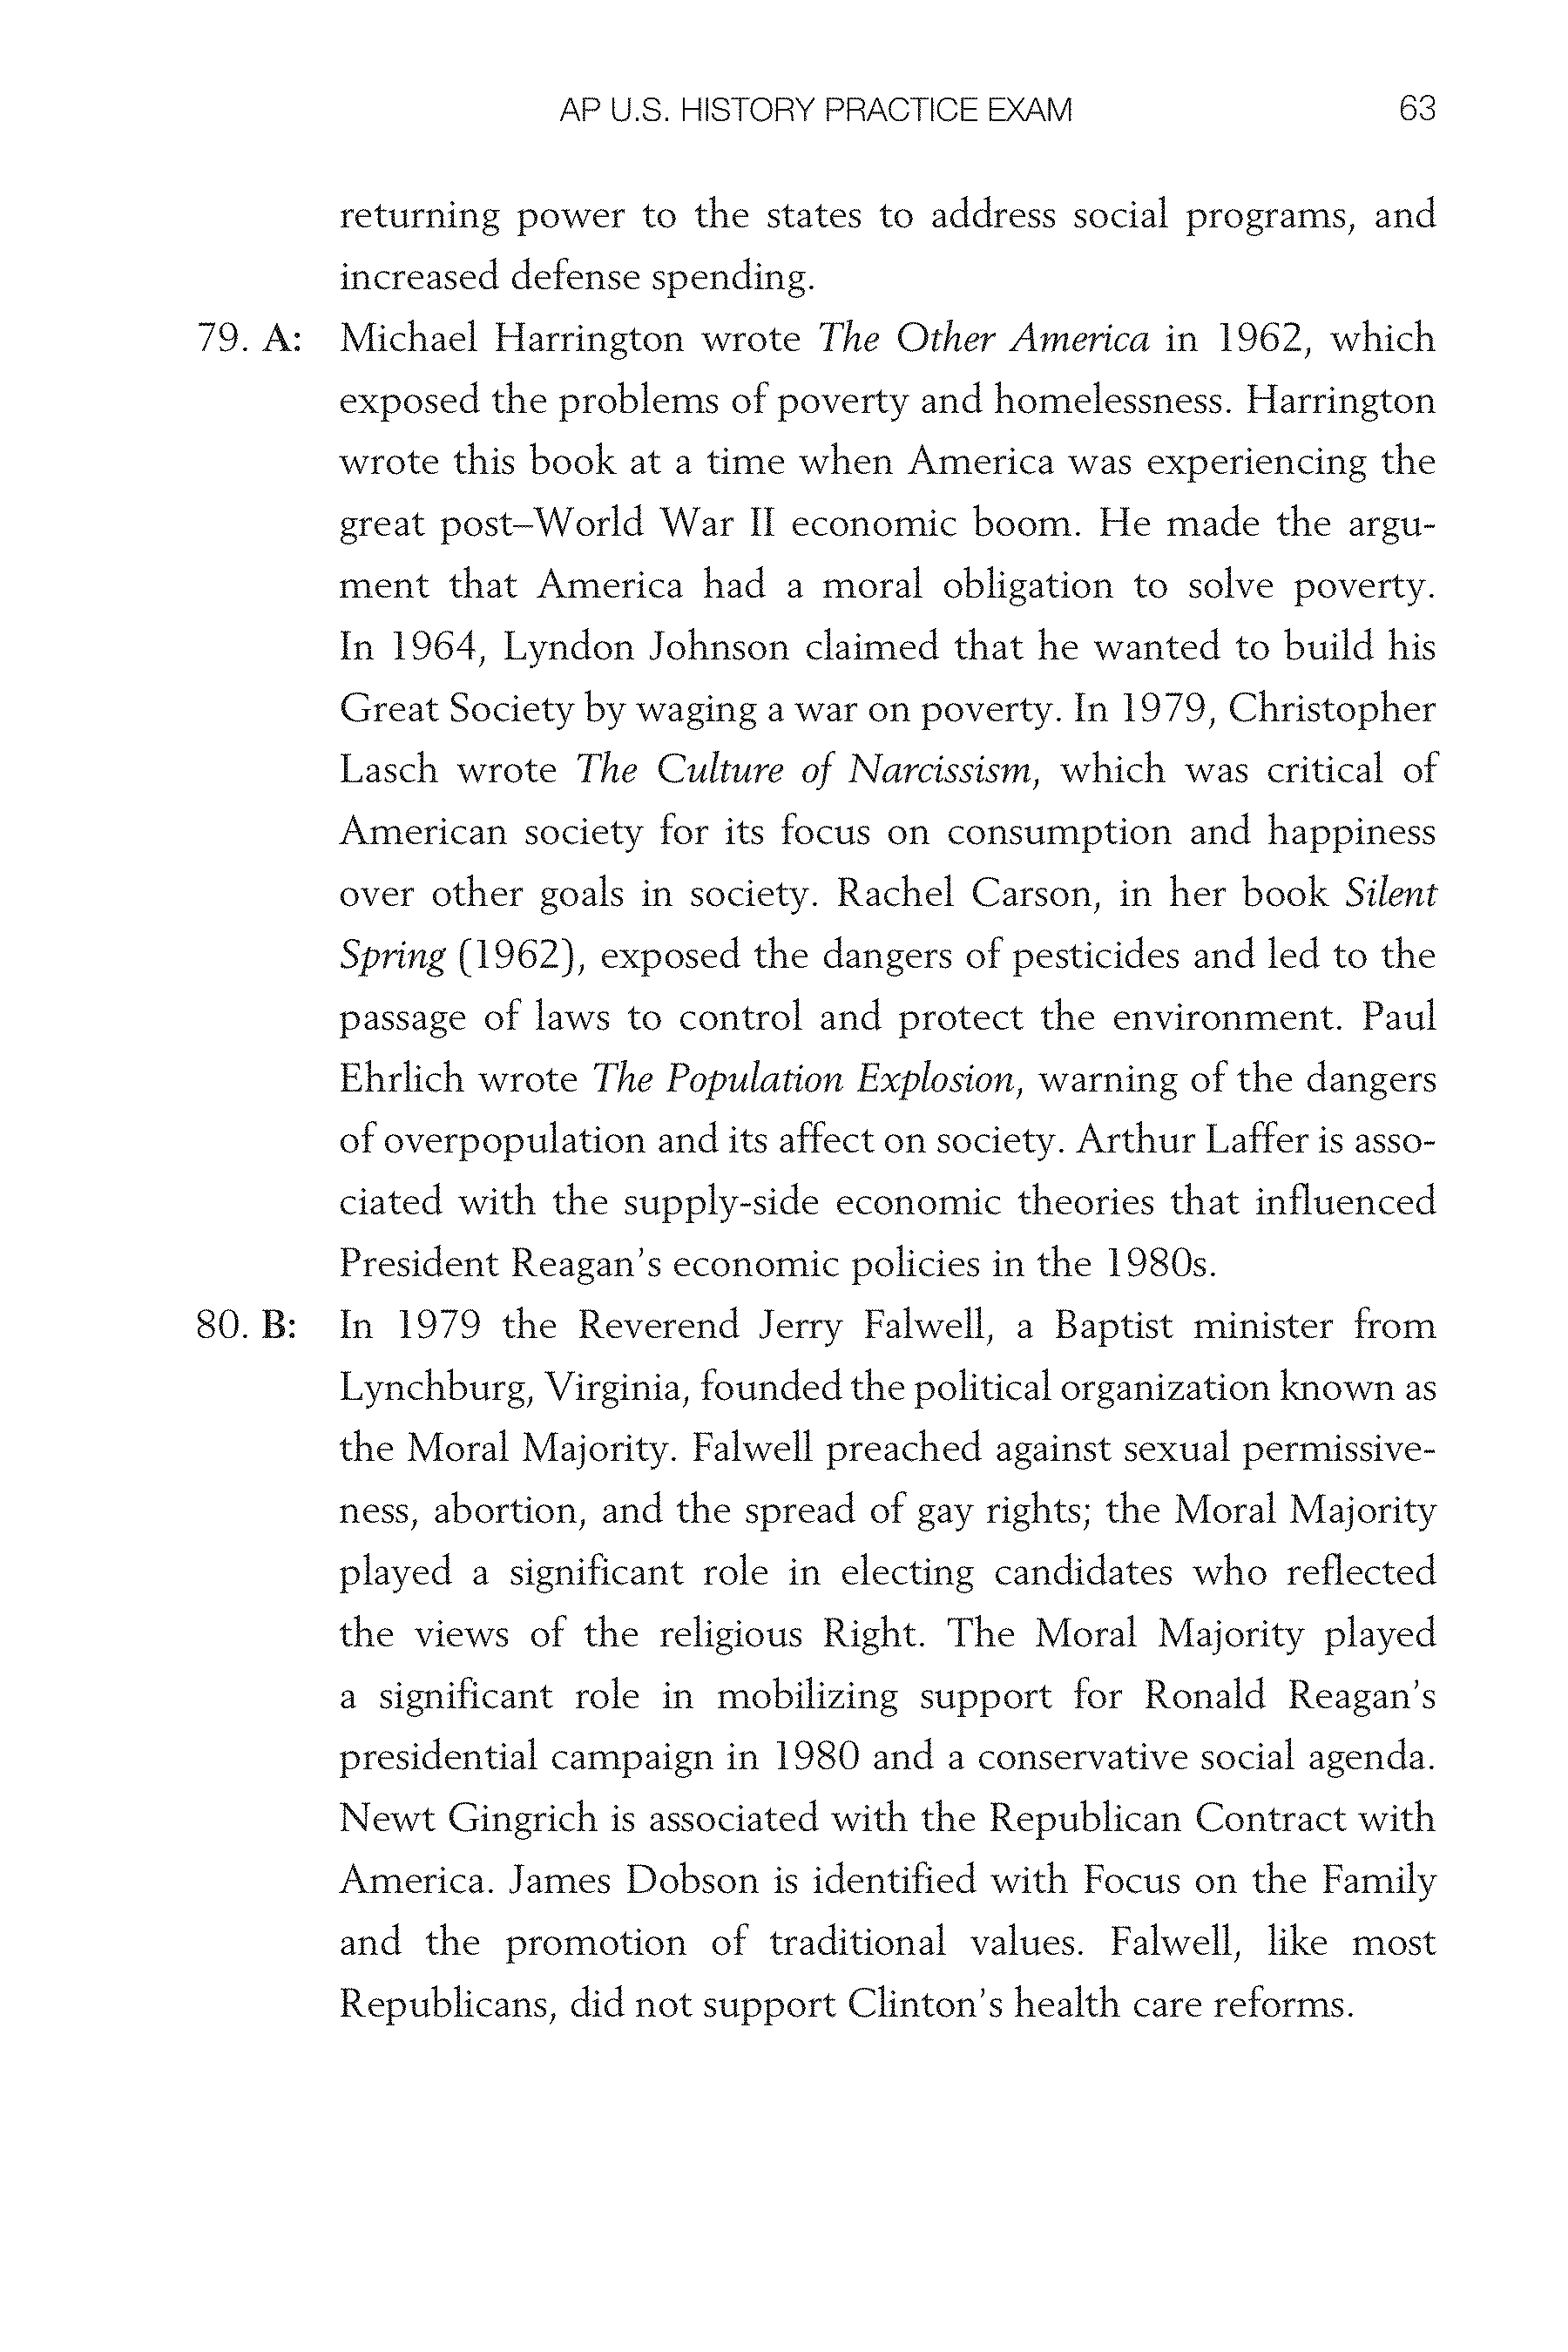 AP U.S. HISTORY PRACTICE EXAM 63
returning power to the states to address social programs, and
increased defense spending.
79. A: Michael Harrington wrote The Other America in 1962, which
exposed the problems of poverty and homelessness. Harrington
wrote this book at a time when America was experiencing the
great post–World War II economic boom. He made the argu-
ment that America had a moral obligation to solve poverty.
In 1964, Lyndon Johnson claimed that he wanted to build his
Great Society by waging a war on poverty. In 1979, Christopher
Lasch wrote The Culture of Narcissism, which was critical of
American society for its focus on consumption and happiness
over other goals in society. Rachel Carson, in her book Silent
Spring (1962), exposed the dangers of pesticides and led to the
passage of laws to control and protect the environment. Paul
Ehrlich wrote The Population Explosion, warning of the dangers
of overpopulation and its affect on society. Arthur Laffer is asso-
ciated with the supply-side economic theories that influenced
President Reagan’s economic policies in the 1980s.
80. B: In 1979 the Reverend Jerry Falwell, a Baptist minister from
Lynchburg, Virginia, founded the political organization known as
the Moral Majority. Falwell preached against sexual permissive-
ness, abortion, and the spread of gay rights; the Moral Majority
played a significant role in electing candidates who reflected
the views of the religious Right. The Moral Majority played
a significant role in mobilizing support for Ronald Reagan’s
presidential campaign in 1980 and a conservative social agenda.
Newt Gingrich is associated with the Republican Contract with
America. James Dobson is identified with Focus on the Family
and the promotion of traditional values. Falwell, like most
Republicans, did not support Clinton’s health care reforms.